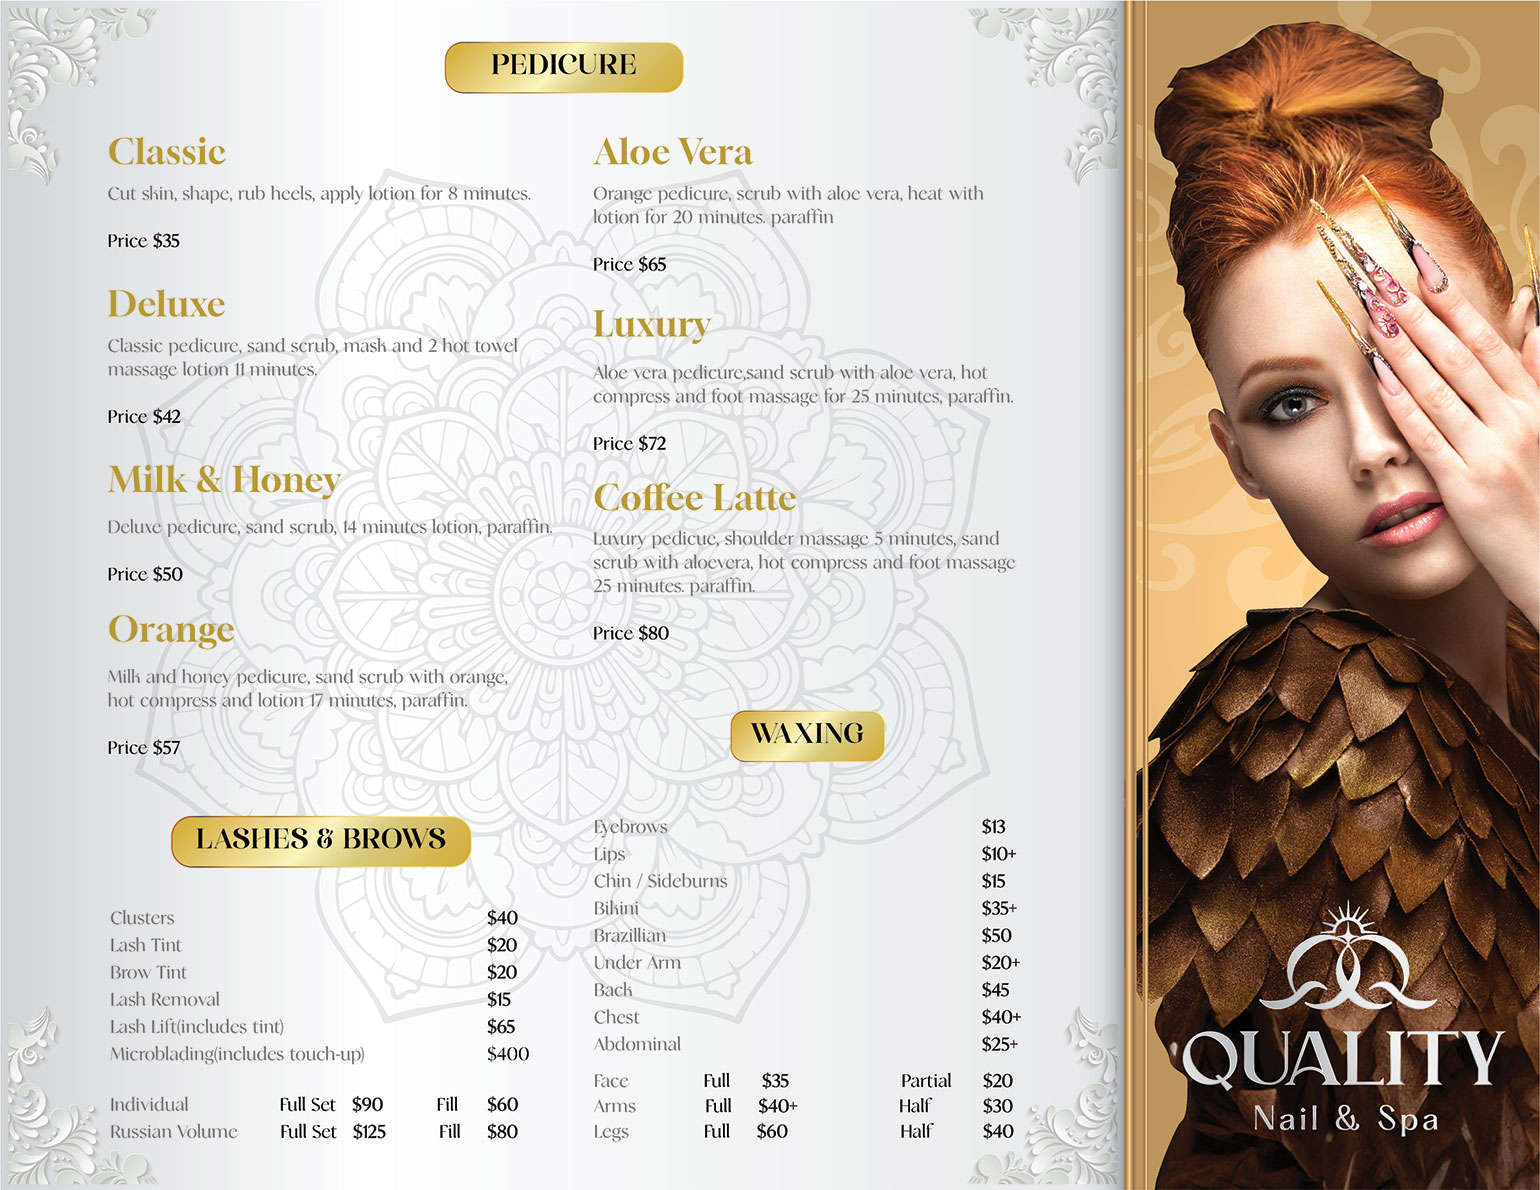 PEDICURE
Classic
Cut skin, shape, rub heels, apply lotion for 8 minutes.
Price $35
Deluxe
Classic pedicure, sand scrub, mask and 2 hot towel
massage lotion 11 minutes.
Price $42
Milk & Honey
Deluxe pedicure, sand scrub, 14 minutes lotion, paraffin.
Price $50
Orange
Milk and honey pedicure, sand scrub with orange,
hot compress and lotion 17 minutes, paraffin.
Price $57
Aloe Vera
Orange pedicure, scrub with aloe vera, heat with
lotion for 20 minutes. paraffin
Price $65
Luxury
Aloe vera pedicure,sand scrub with aloe vera, hot
compress and foot massage for 25 minutes, paraffin.
Price $72
Coffee Latte
Luxury pedicue, shoulder massage 5 minutes, sand
scrub with aloevera, hot compress and foot massage
25 minutes. paraffin.
Price $80
LASHES & BROWS
Clusters $40
Lash Tint $20
Brow Tint $20
Lash Removal $15
Lash Lift(includes tint) $65
Microblading(includes touch-up) $400
Individual Full Set $90 Fill $60
Russian Volume Full Set $125 Fill $80
WAXING
Eyebrows $13
Lips $10+
Chin / Sideburns $15
Bikini $35+
Brazillian $50
Under Arm $20+
Back $45
Chest $40+
Abdominal $25+
Face Full $35 Partial $20
Arms Full $40+ Half $30
Legs Full $60 Half $40
QUALITY
Nail & Spa